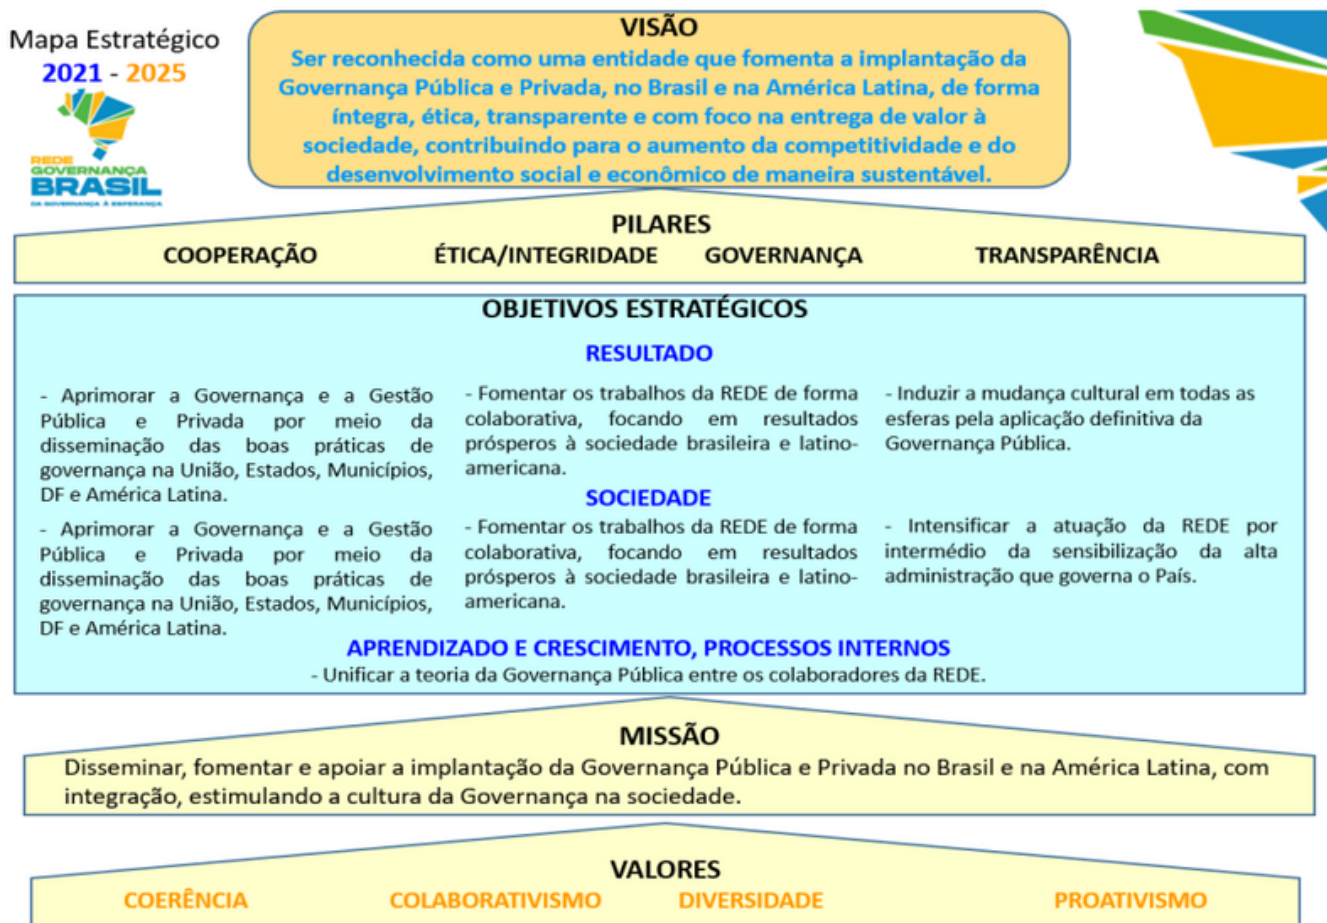 Mapa Estratégico
2021 - 2025
REDE
GOVERNANÇA
BRASIL
DA GOVERNANÇA À ESPERANÇA
VISÃO
Ser reconhecida como uma entidade que fomenta a implantação da
Governança Pública e Privada, no Brasil e na América Latina, de forma
íntegra, ética, transparente e com foco na entrega de valor à
sociedade, contribuindo para o aumento da competitividade e do
desenvolvimento social e econômico de maneira sustentável.
PILARES
COOPERAÇÃO ÉTICA/INTEGRIDADE GOVERNANÇA TRANSPARÊNCIA
OBJETIVOS ESTRATÉGICOS
RESULTADO
- Aprimorar a Governança e a Gestão
Pública e Privada por meio da
disseminação das boas práticas de
governança na União, Estados, Municípios,
DF e América Latina.
- Fomentar os trabalhos da REDE de forma
colaborativa, focando em resultados
prósperos à sociedade brasileira e latino-
americana.
- Induzir a mudança cultural em todas as
esferas pela aplicação definitiva da
Governança Pública.
SOCIEDADE
- Aprimorar a Governança e a Gestão
Pública e Privada por meio da
disseminação das boas práticas de
governança na União, Estados, Municípios,
DF e América Latina.
- Fomentar os trabalhos da REDE de forma
colaborativa, focando em resultados
prósperos à sociedade brasileira e latino-
americana.
- Intensificar a atuação da REDE por
intermédio da sensibilização da alta
administração que governa o País.
APRENDIZADO E CRESCIMENTO, PROCESSOS INTERNOS
- Unificar a teoria da Governança Pública entre os colaboradores da REDE.
MISSÃO
Disseminar, fomentar e apoiar a implantação da Governança Pública e Privada no Brasil e na América Latina, com
integração, estimulando a cultura da Governança na sociedade.
VALORES
COERÊNCIA COLABORATIVISMO DIVERSIDADE PROATIVISMO